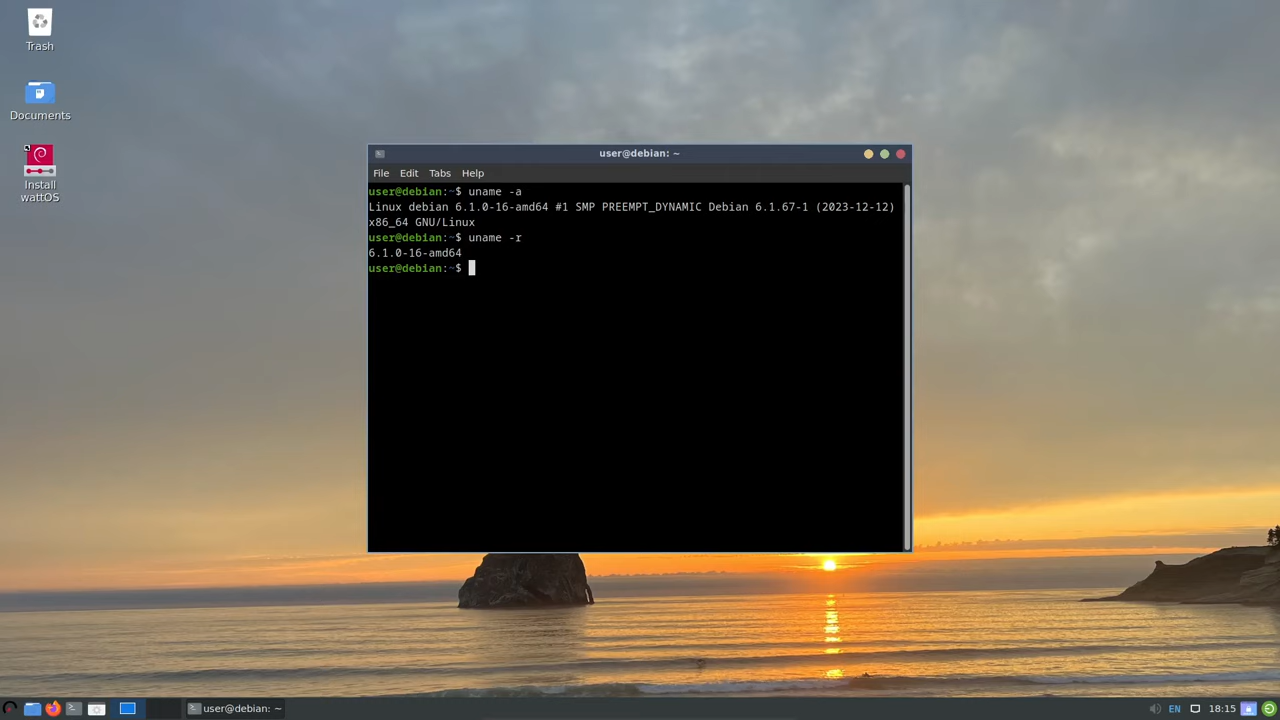 Trash
Documents
Install
wattOS
user@debian: ~
File Edit Tabs Help
user@debian:~$ uname -a
Linux debian 6.1.0-16-amd64 #1 SMP PREEMPT_DYNAMIC Debian 6.1.67-1 (2023-12-12)
x86_64 GNU/Linux
user@debian:~$ uname -r
6.1.0-16-amd64
user@debian:~$
user@debian: ~
EN
18:15